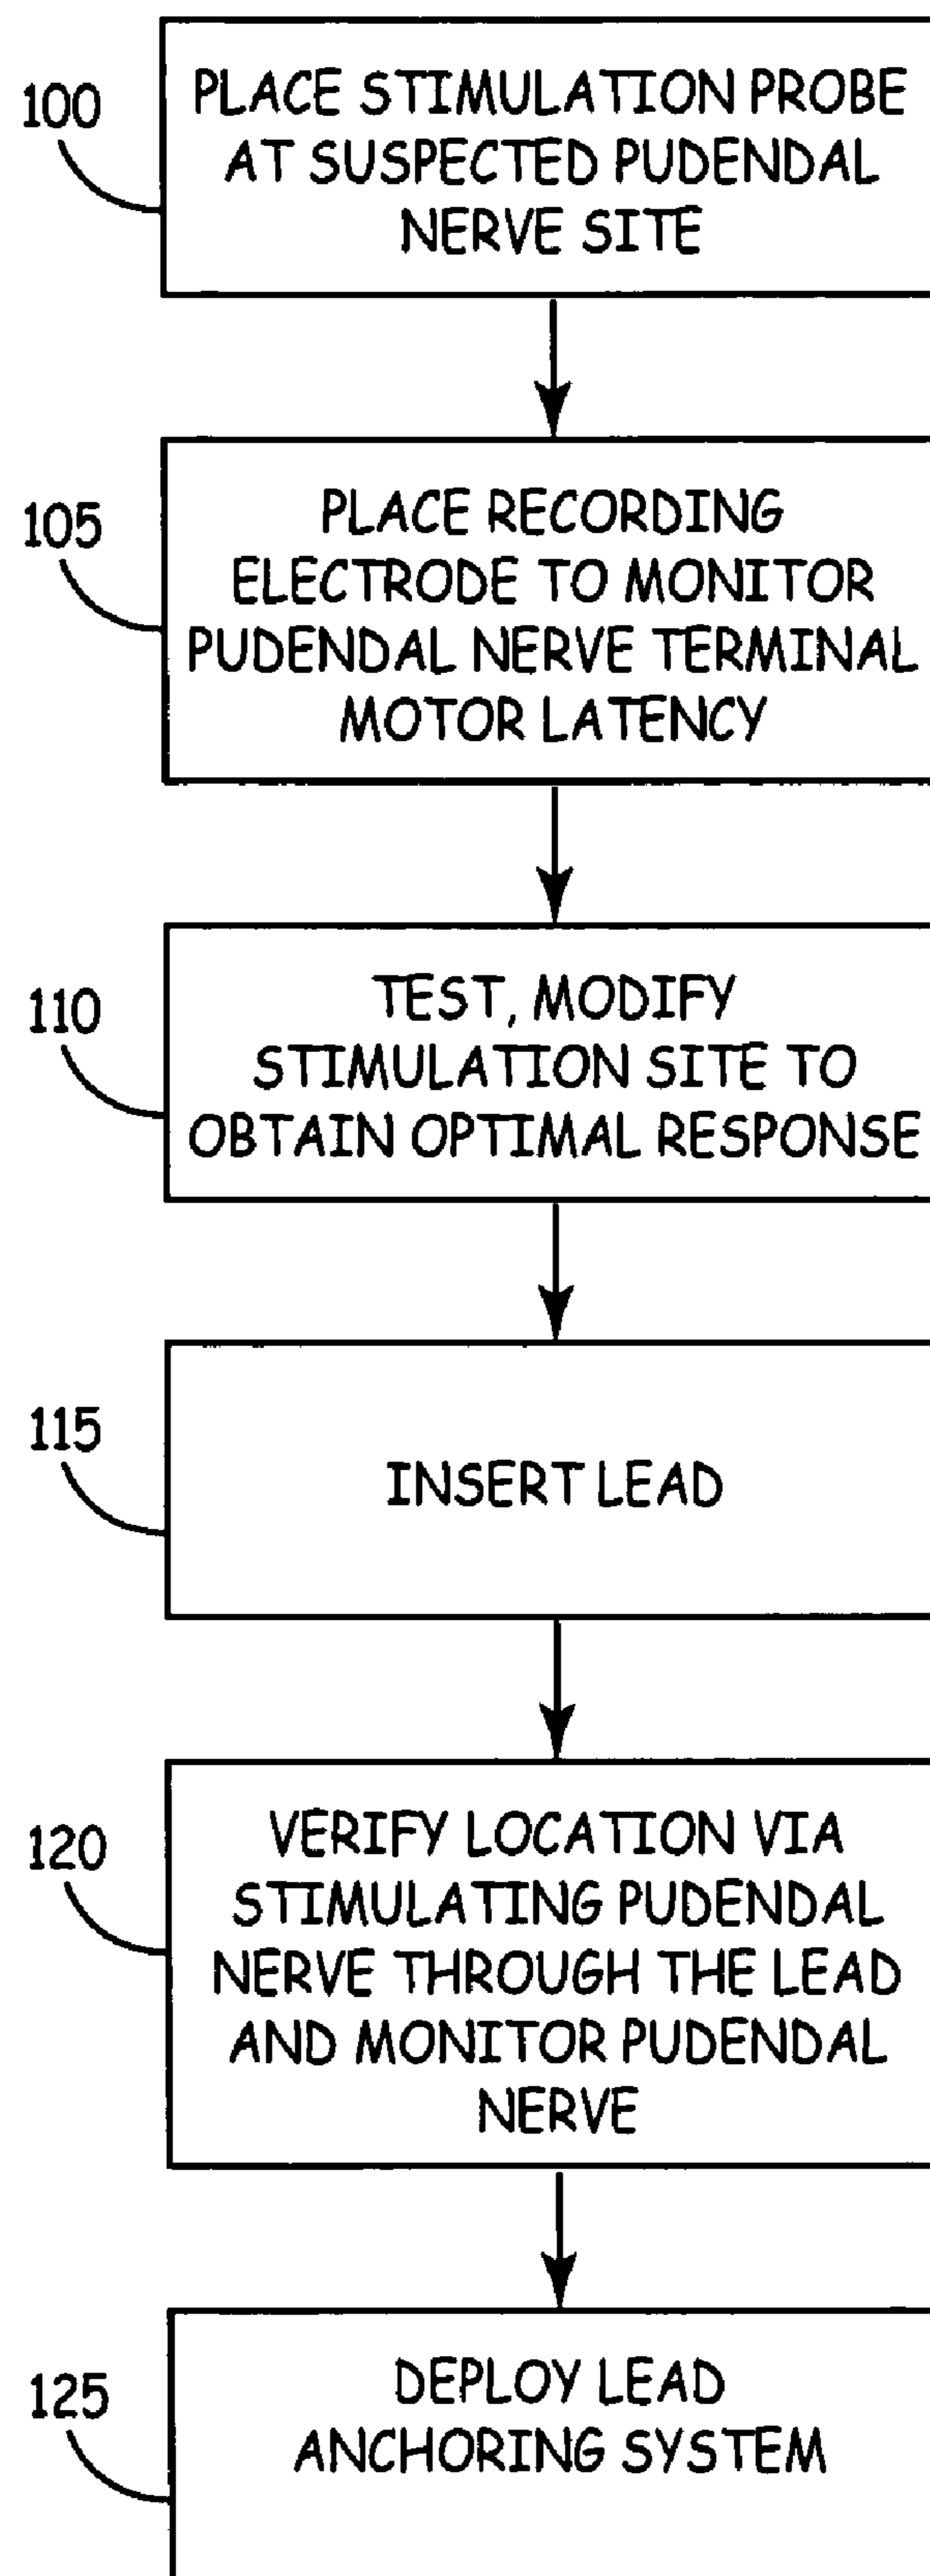 100
PLACE STIMULATION PROBE
AT SUSPECTED PUDENDAL
NERVE SITE
105
PLACE RECORDING
ELECTRODE TO MONITOR
PUDENDAL NERVE TERMINAL
MOTOR LATENCY
110
TEST, MODIFY
STIMULATION SITE TO
OBTAIN OPTIMAL RESPONSE
115
INSERT LEAD
120
VERIFY LOCATION VIA
STIMULATING PUDENDAL
NERVE THROUGH THE LEAD
AND MONITOR PUDENDAL
NERVE
125
DEPLOY LEAD
ANCHORING SYSTEM